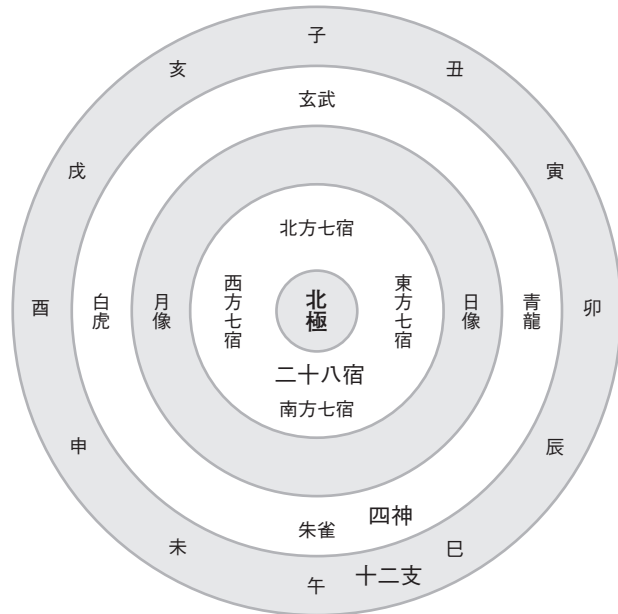 子
亥
丑
玄武
戌
寅
北方七宿
酉
白虎
月像
西方七宿
北極
東方七宿
日像
青龍
卯
二十八宿
南方七宿
申
辰
四神
朱雀
未
巳
十二支
午